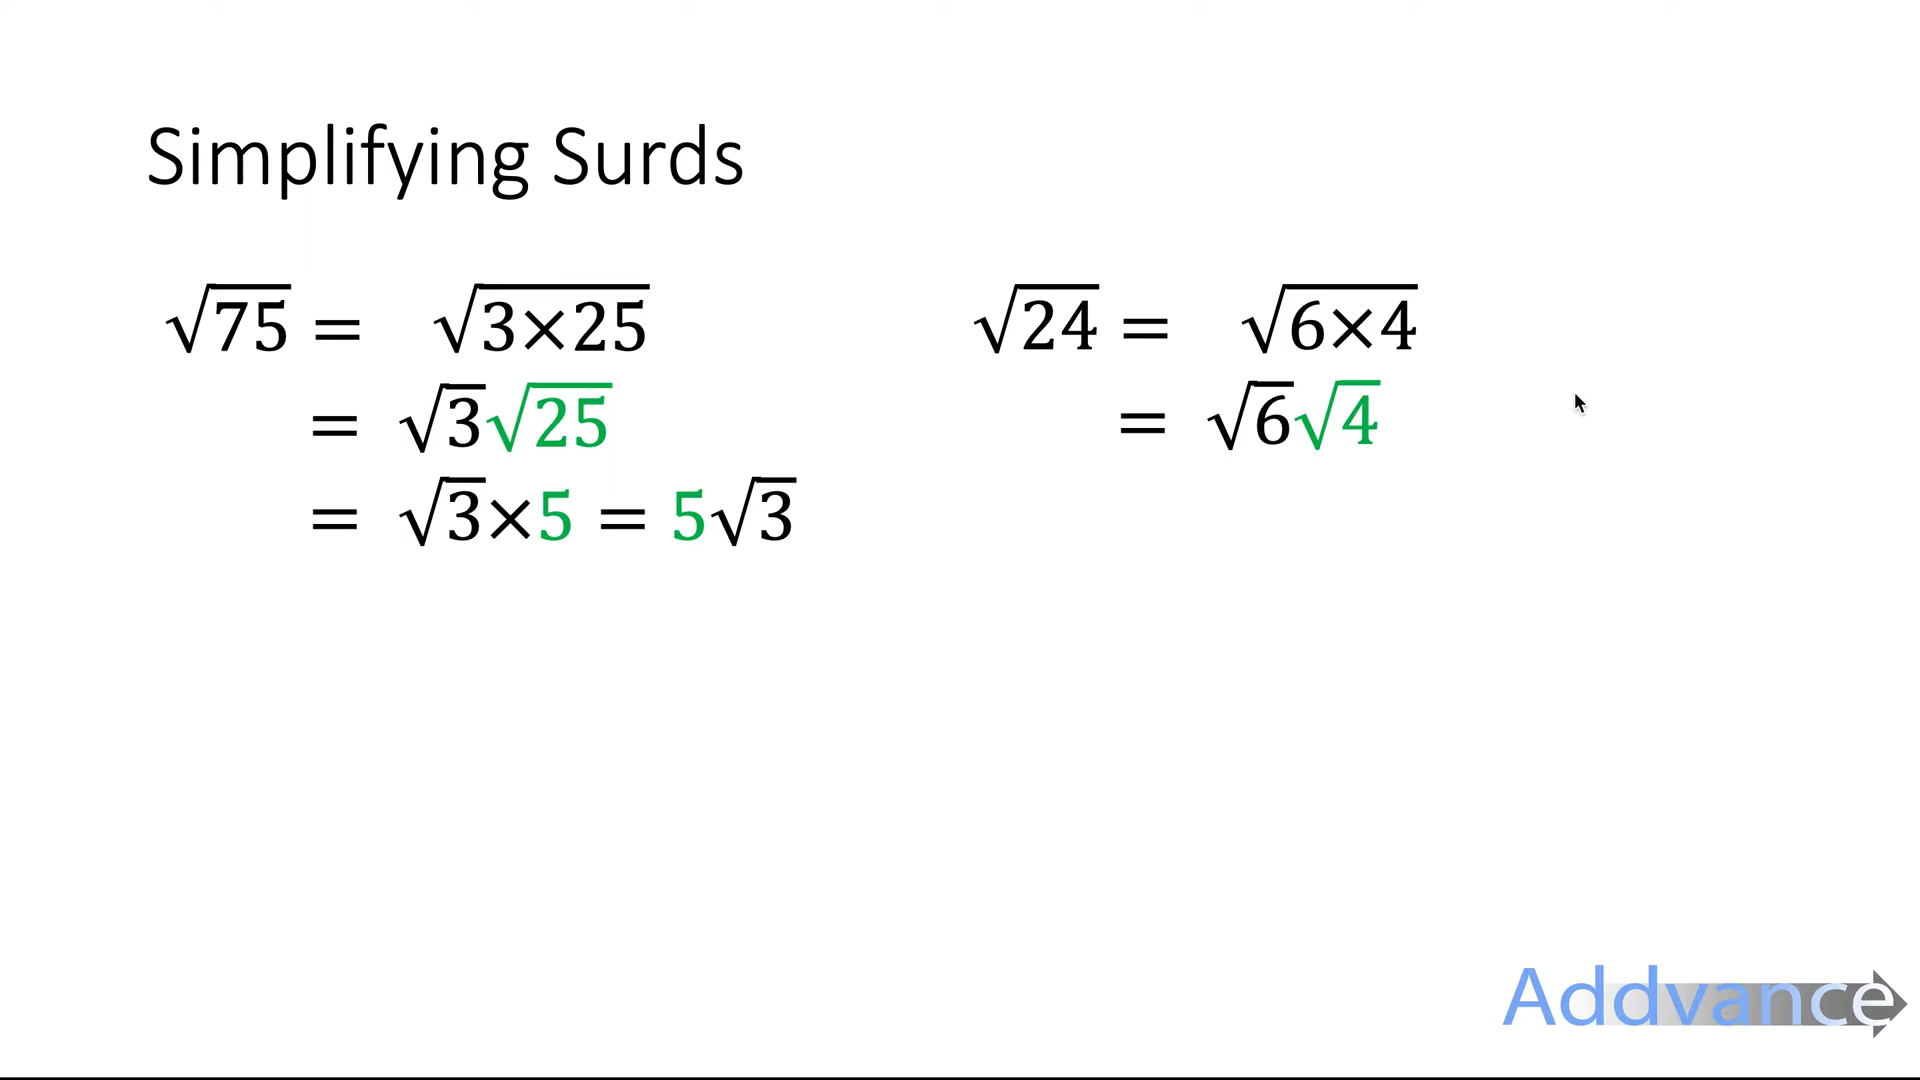 Simplifying Surds
√75 = √3×25
= √3√25
= √3×5 = 5√3
√24 = √6×4
= √6√4
Addvance